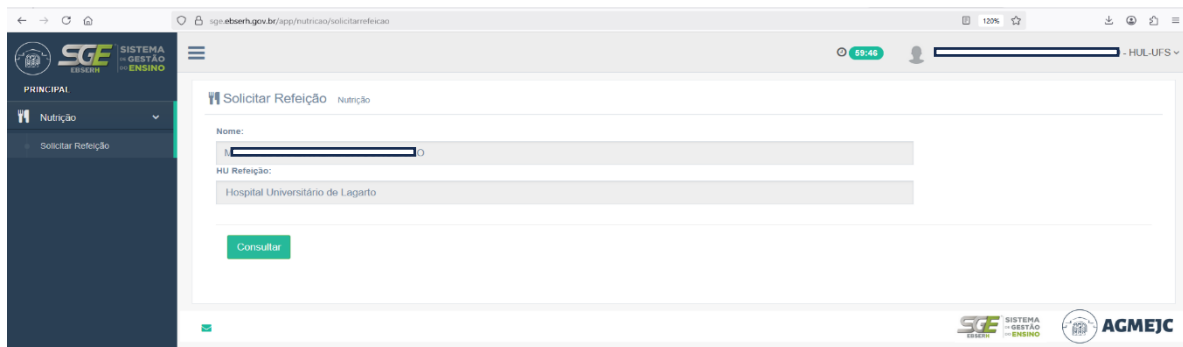 sge.ebserh.gov.br/app/nutricao/solicitarrefeicao
120%
SGE EBSERH SISTEMA DE GESTÃO DE ENSINO
59:46
- HUL-UFS
PRINCIPAL
Nutrição
Solicitar Refeição
Solicitar Refeição Nutrição
Nome:
M O
HU Refeição:
Hospital Universitário de Lagarto
Consultar
SGE EBSERH SISTEMA DE GESTÃO DE ENSINO
AGMEJC